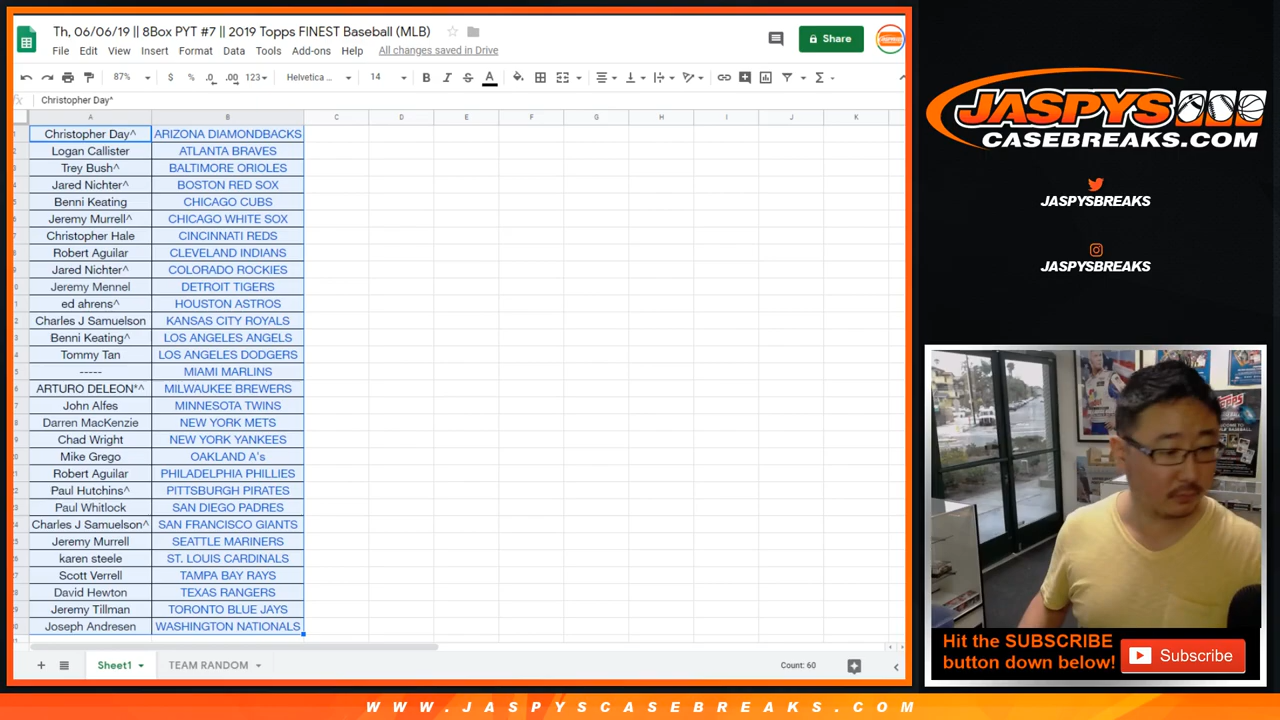 Th, 06/06/19 || 8Box PYT #7 || 2019 Topps FINEST Baseball (MLB)
File Edit View Insert Format Data Tools Add-ons Help All changes saved in Drive
Share
87% $ % .0 .00 123 Helvetica ... 14 B I S A
fx Christopher Day^
A B C D E F G H I J K
Christopher Day^ ARIZONA DIAMONDBACKS
Logan Callister ATLANTA BRAVES
Trey Bush^ BALTIMORE ORIOLES
Jared Nichter^ BOSTON RED SOX
Benni Keating CHICAGO CUBS
Jeremy Murrell^ CHICAGO WHITE SOX
Christopher Hale CINCINNATI REDS
Robert Aguilar CLEVELAND INDIANS
Jared Nichter^ COLORADO ROCKIES
Jeremy Mennel DETROIT TIGERS
ed ahrens^ HOUSTON ASTROS
Charles J Samuelson KANSAS CITY ROYALS
Benni Keating^ LOS ANGELES ANGELS
Tommy Tan LOS ANGELES DODGERS
----- MIAMI MARLINS
ARTURO DELEON*^ MILWAUKEE BREWERS
John Alfes MINNESOTA TWINS
Darren MacKenzie NEW YORK METS
Chad Wright NEW YORK YANKEES
Mike Grego OAKLAND A's
Robert Aguilar PHILADELPHIA PHILLIES
Paul Hutchins^ PITTSBURGH PIRATES
Paul Whitlock SAN DIEGO PADRES
Charles J Samuelson^ SAN FRANCISCO GIANTS
Jeremy Murrell SEATTLE MARINERS
karen steele ST. LOUIS CARDINALS
Scott Verrell TAMPA BAY RAYS
David Hewton TEXAS RANGERS
Jeremy Tillman TORONTO BLUE JAYS
Joseph Andresen WASHINGTON NATIONALS
Sheet1 TEAM RANDOM Count: 60
JASPYS
CASEBREAKS.COM
JASPYSBREAKS
JASPYSBREAKS
topps
Hit the SUBSCRIBE
button down below!
Subscribe
WWW.JASPYSCASEBREAKS.COM